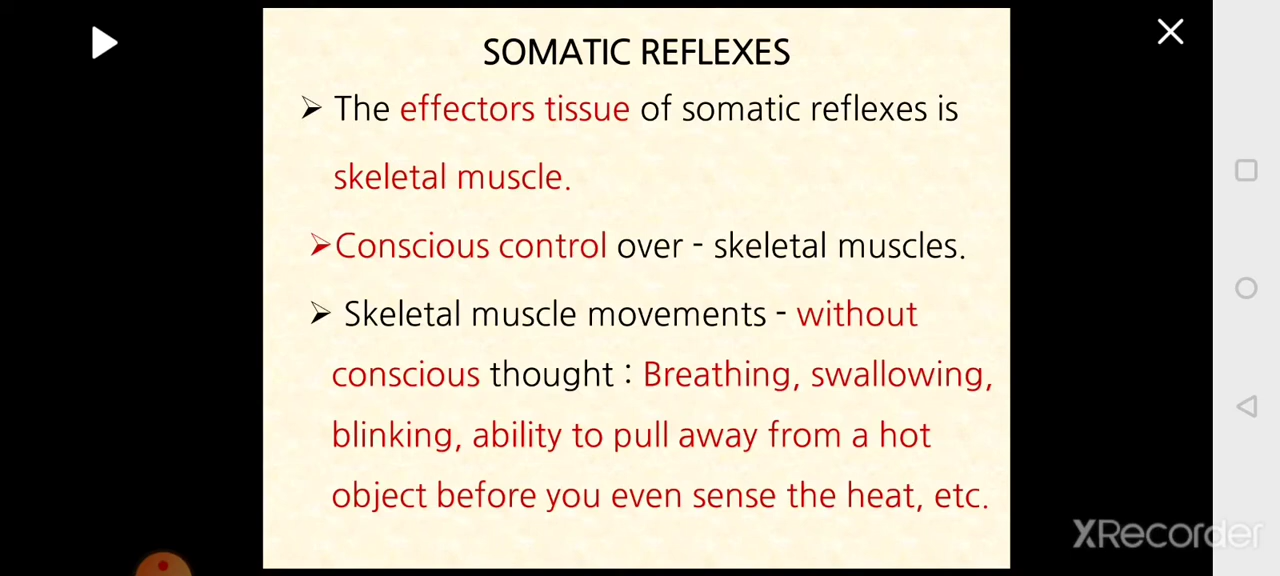 SOMATIC REFLEXES
➢ The effectors tissue of somatic reflexes is
skeletal muscle.
➢Conscious control over - skeletal muscles.
➢ Skeletal muscle movements - without
conscious thought : Breathing, swallowing,
blinking, ability to pull away from a hot
object before you even sense the heat, etc.
XRecorder